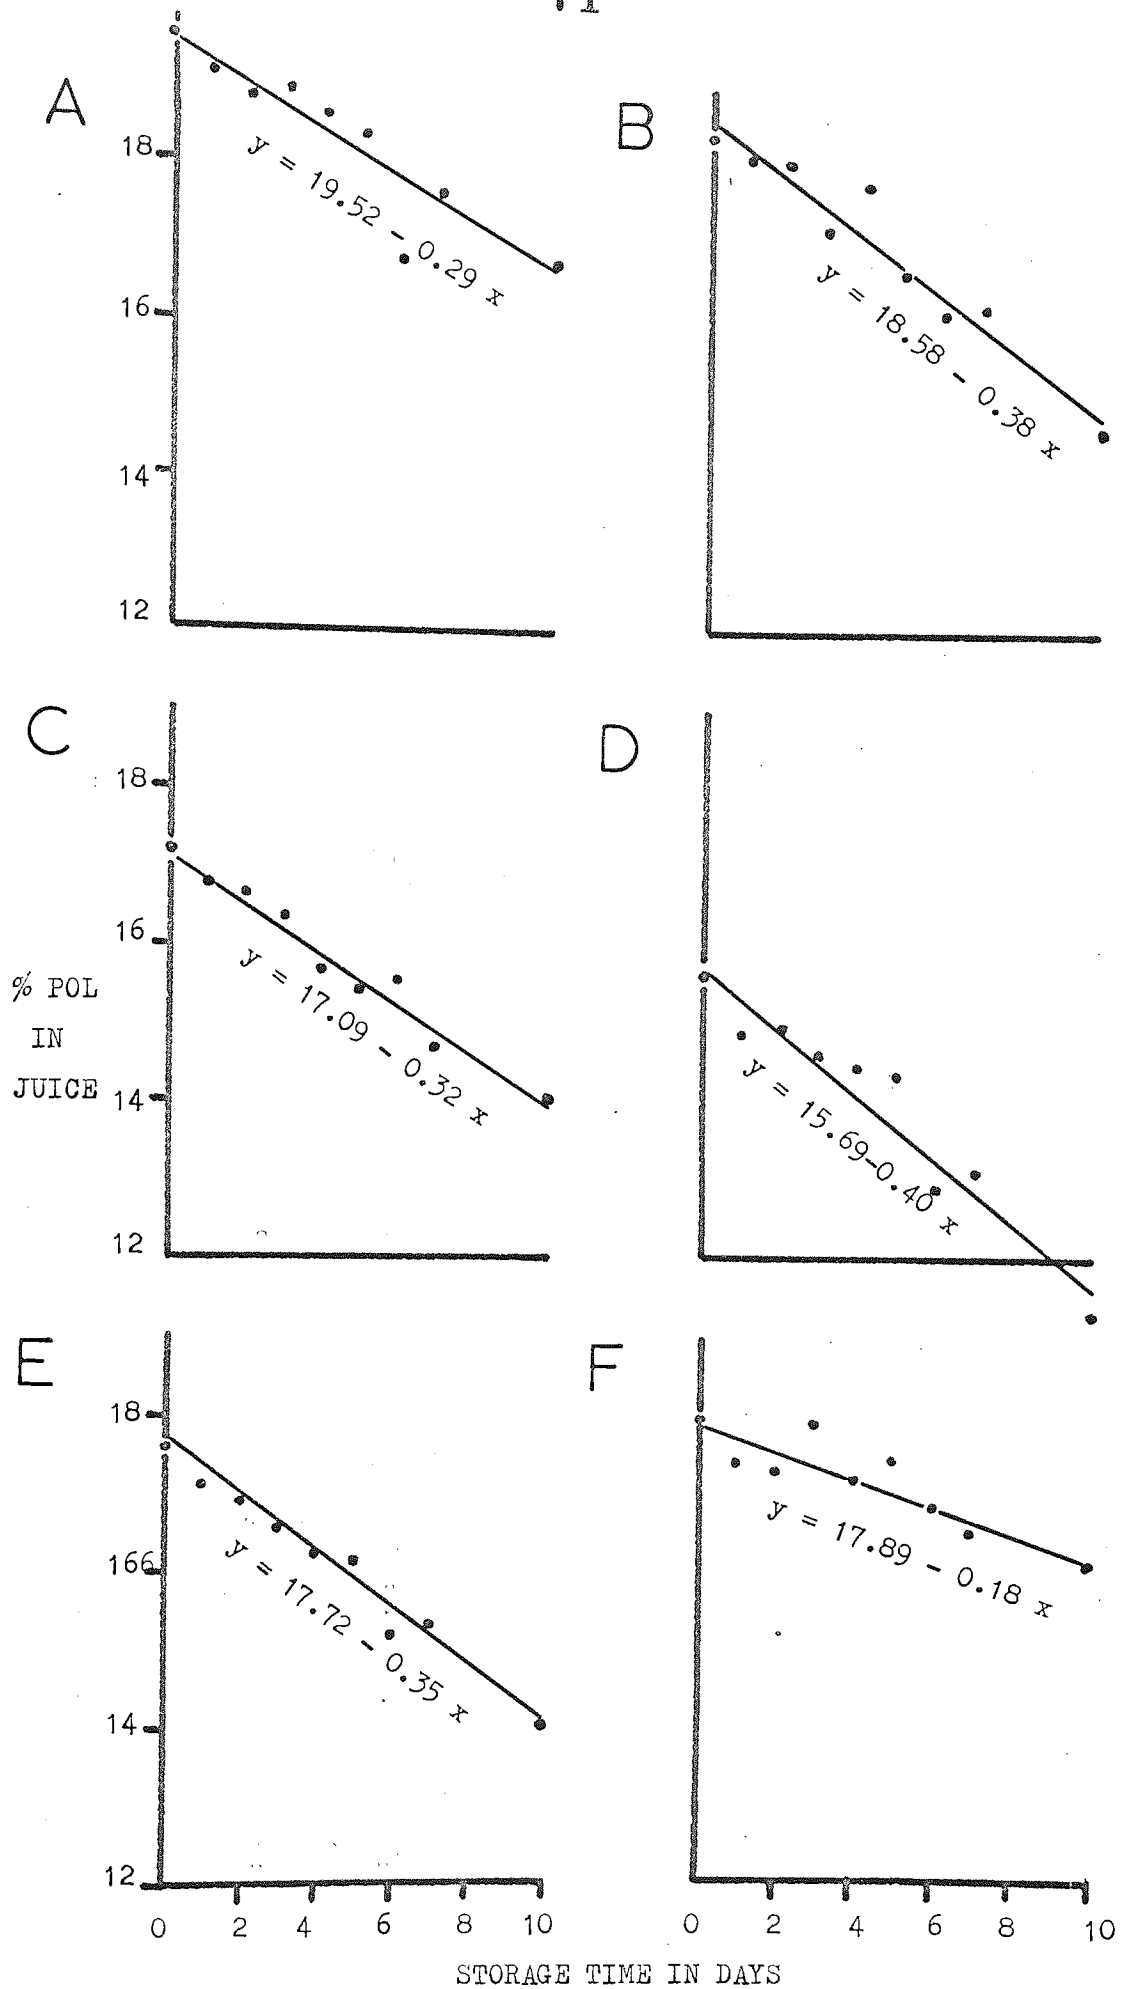 A
18
16
14
12
y = 19.52 - 0.29 x
B
y = 18.58 - 0.38 x
C
18
16
14
12
y = 17.09 - 0.32 x
% POL
IN
JUICE
D
y = 15.69-0.40 x
E
18
166
14
12
y = 17.72 - 0.35 x
0 2 4 6 8 10
F
y = 17.89 - 0.18 x
0 2 4 6 8 10
STORAGE TIME IN DAYS